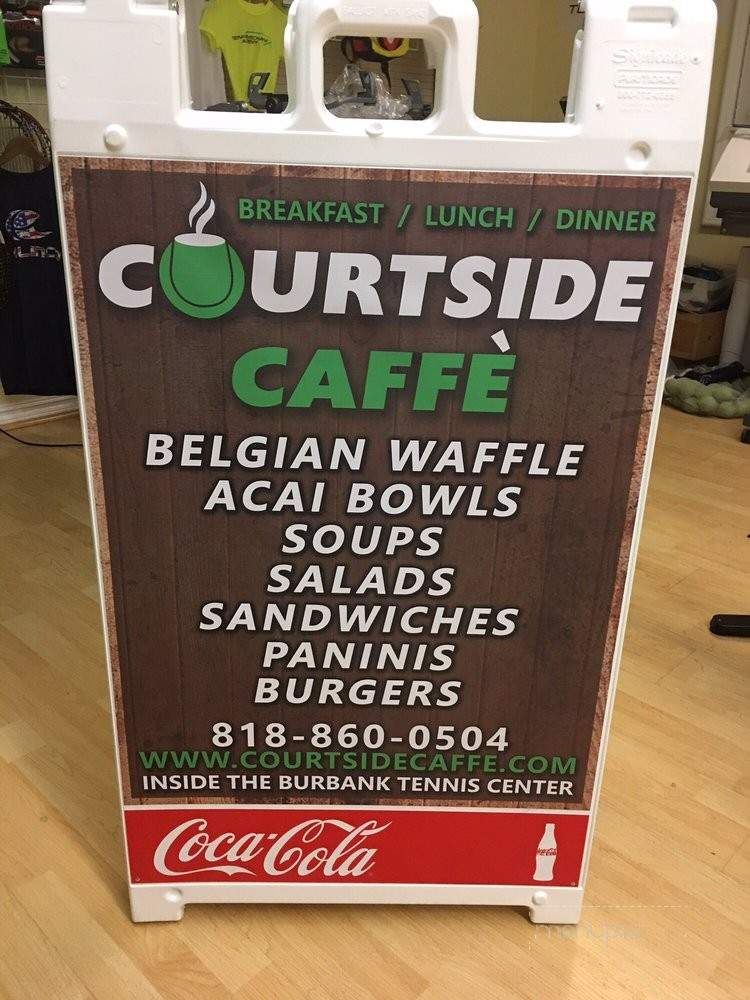 BREAKFAST / LUNCH / DINNER
COURTSIDE
CAFFÈ
BELGIAN WAFFLE
ACAI BOWLS
SOUPS
SALADS
SANDWICHES
PANINIS
BURGERS
818-860-0504
WWW.COURTSIDECAFFE.COM
INSIDE THE BURBANK TENNIS CENTER
Coca-Cola